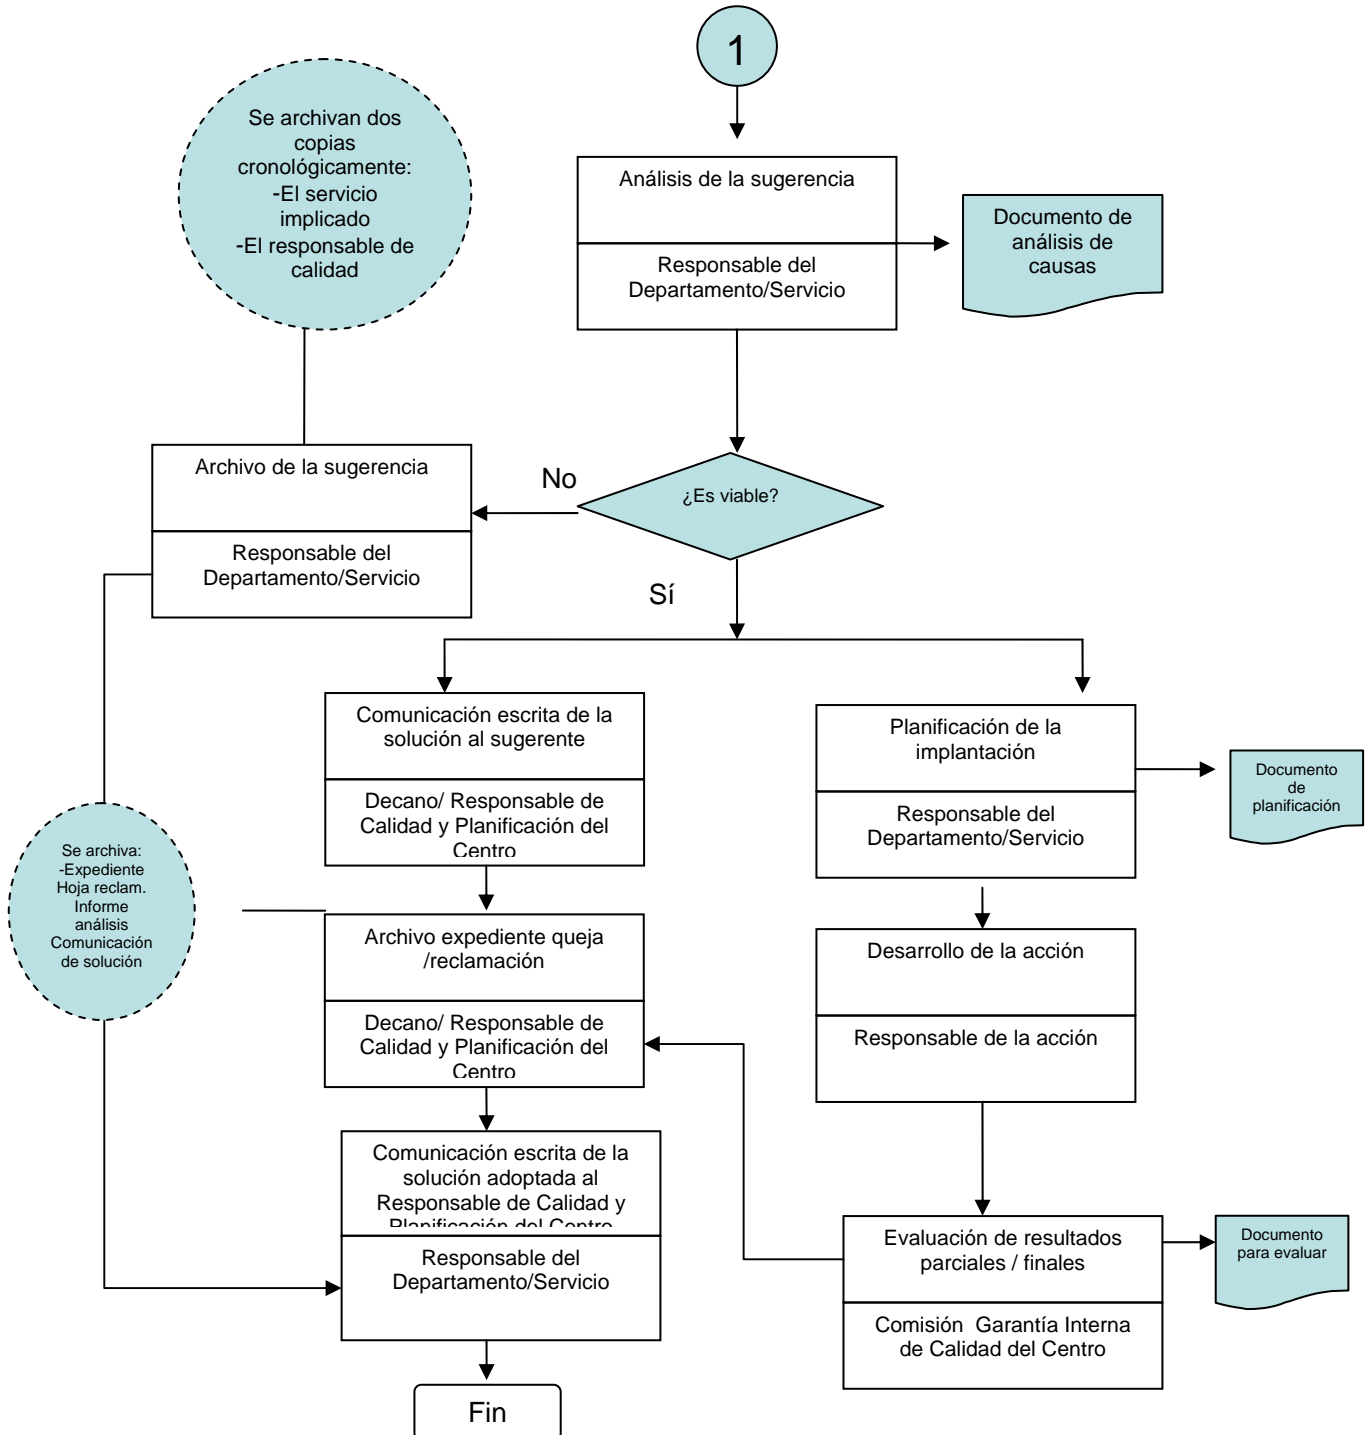 1
Se archivan dos
copias
cronológicamente:
-El servicio
implicado
-El responsable de
calidad
Análisis de la sugerencia
Responsable del
Departamento/Servicio
Documento de
análisis de
causas
Archivo de la sugerencia
Responsable del
Departamento/Servicio
No
¿Es viable?
Sí
Comunicación escrita de la
solución al sugerente
Decano/ Responsable de
Calidad y Planificación del
Centro
Planificación de la
implantación
Responsable del
Departamento/Servicio
Documento
de
planificación
Se archiva:
-Expediente
Hoja reclam.
Informe
análisis
Comunicación
de solución
Archivo expediente queja
/reclamación
Decano/ Responsable de
Calidad y Planificación del
Centro
Desarrollo de la acción
Responsable de la acción
Comunicación escrita de la
solución adoptada al
Responsable de Calidad y
Planificación del Centro
Responsable del
Departamento/Servicio
Evaluación de resultados
parciales / finales
Comisión  Garantía Interna
de Calidad del Centro
Documento
para evaluar
Fin